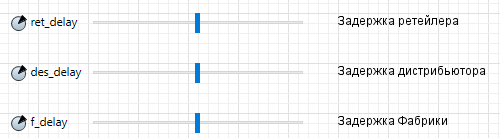 ret_delay Задержка ретейлера
des_delay Задержка дистрибьютора
f_delay Задержка Фабрики